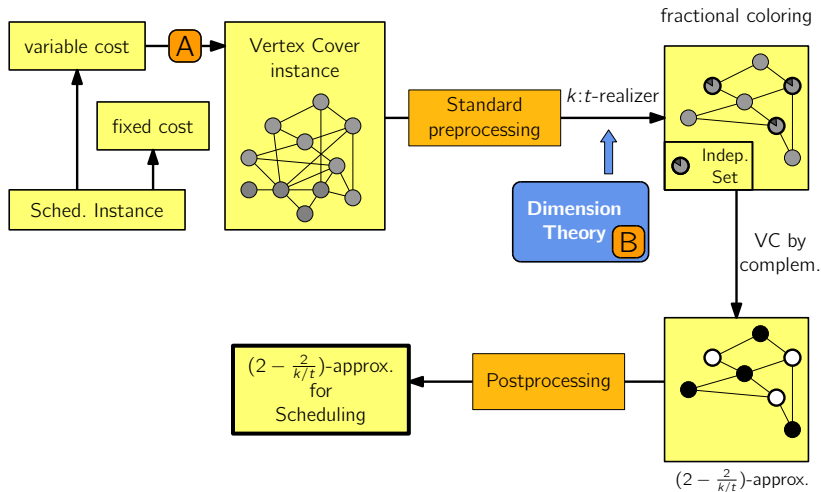 fractional coloring
variable cost
A
Vertex Cover
instance
fixed cost
Sched. Instance
Standard
preprocessing
k:t-realizer
Indep.
Set
Dimension
Theory
B
VC by
complem.
(2 − 2/(k/t))-approx.
for
Scheduling
Postprocessing
(2 − 2/(k/t))-approx.